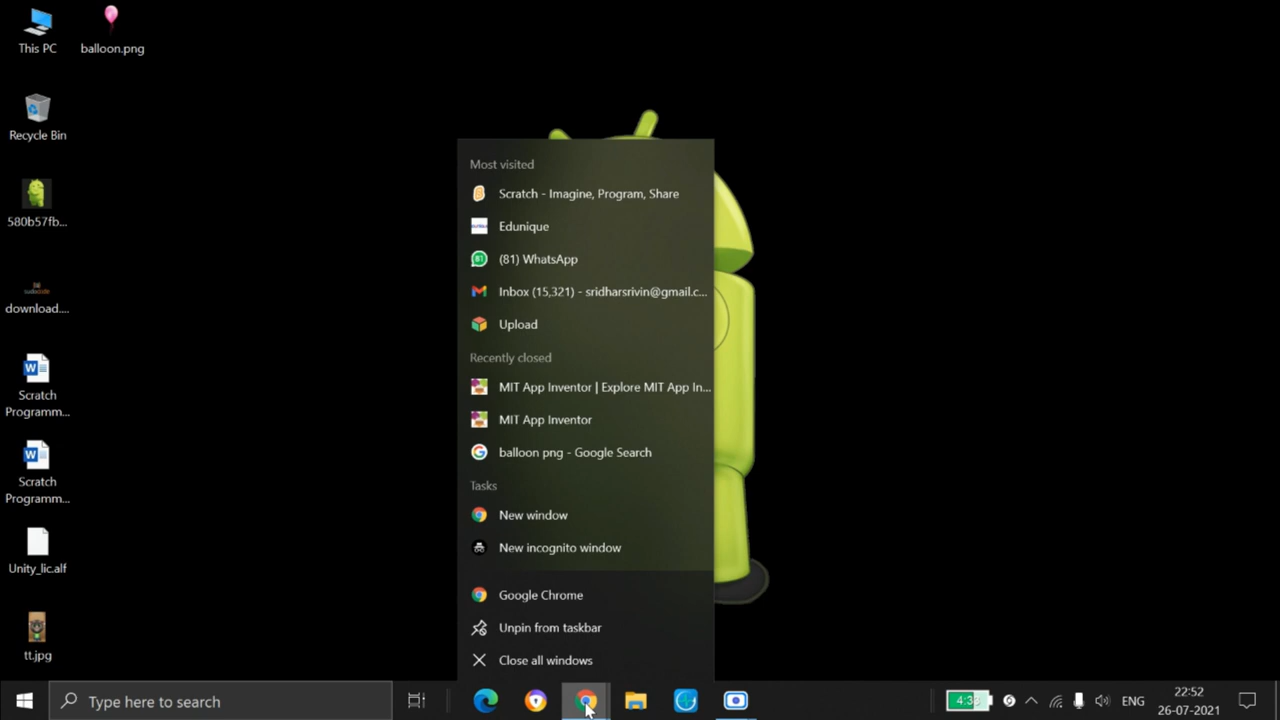 This PC
balloon.png
Recycle Bin
580b57fb...
download....
Scratch
Programm...
Scratch
Programm...
Unity_lic.alf
tt.jpg
Most visited
Scratch - Imagine, Program, Share
Edunique
(81) WhatsApp
Inbox (15,321) - sridharsrivin@gmail.c...
Upload
Recently closed
MIT App Inventor | Explore MIT App In...
MIT App Inventor
balloon png - Google Search
Tasks
New window
New incognito window
Google Chrome
Unpin from taskbar
Close all windows
Type here to search
ENG
22:52
26-07-2021